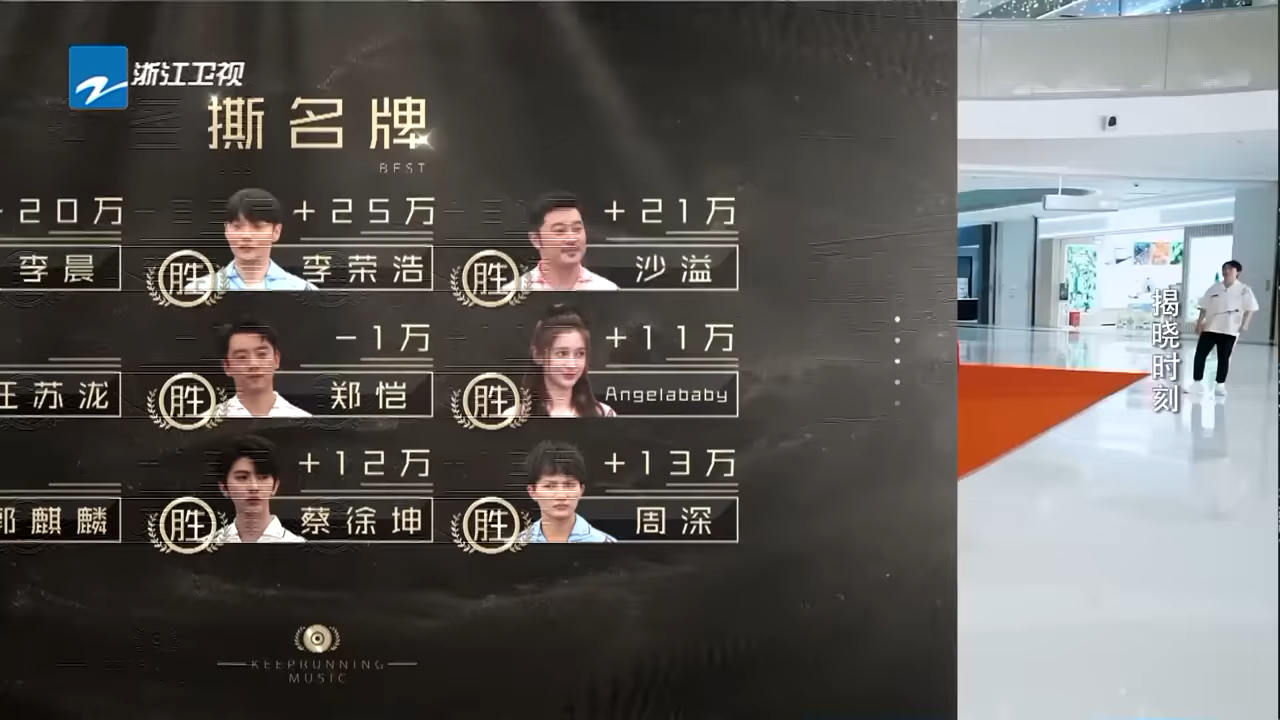 浙江卫视
撕名牌
BEST
20万
+25万
+21万
李晨
胜
李荣浩
胜
沙溢
-1万
+11万
王苏泷
胜
郑恺
胜
Angelababy
+12万
+13万
郭麒麟
胜
蔡徐坤
胜
周深
揭晓时刻
KEEPRUNNING
MUSIC